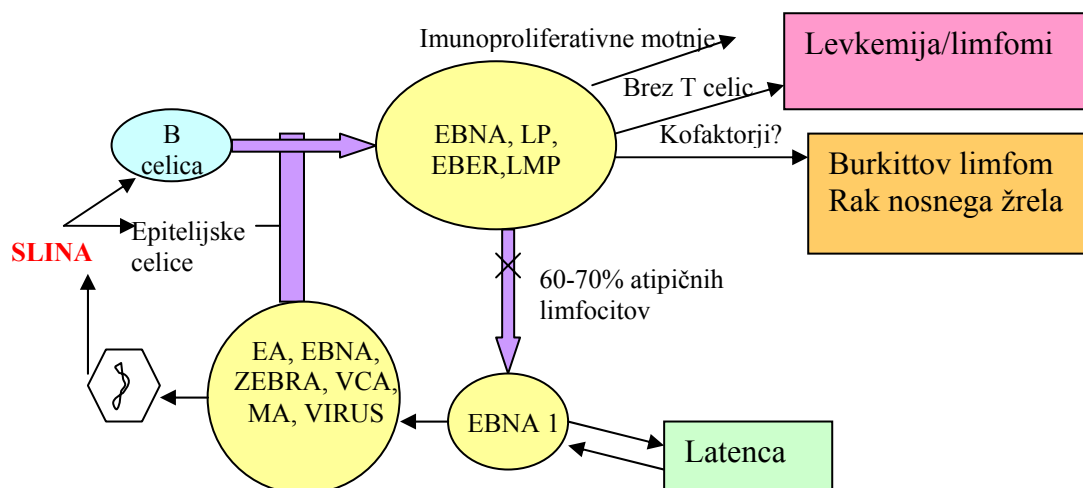 Imunoproliferativne motnje
Levkemija/limfomi
Brez T celic
B
celica
EBNA, LP,
EBER,LMP
Kofaktorji?
Burkittov limfom
Rak nosnega žrela
Epitelijske
celice
SLINA
60-70% atipičnih
limfocitov
EA, EBNA,
ZEBRA, VCA,
MA, VIRUS
EBNA 1
Latenca